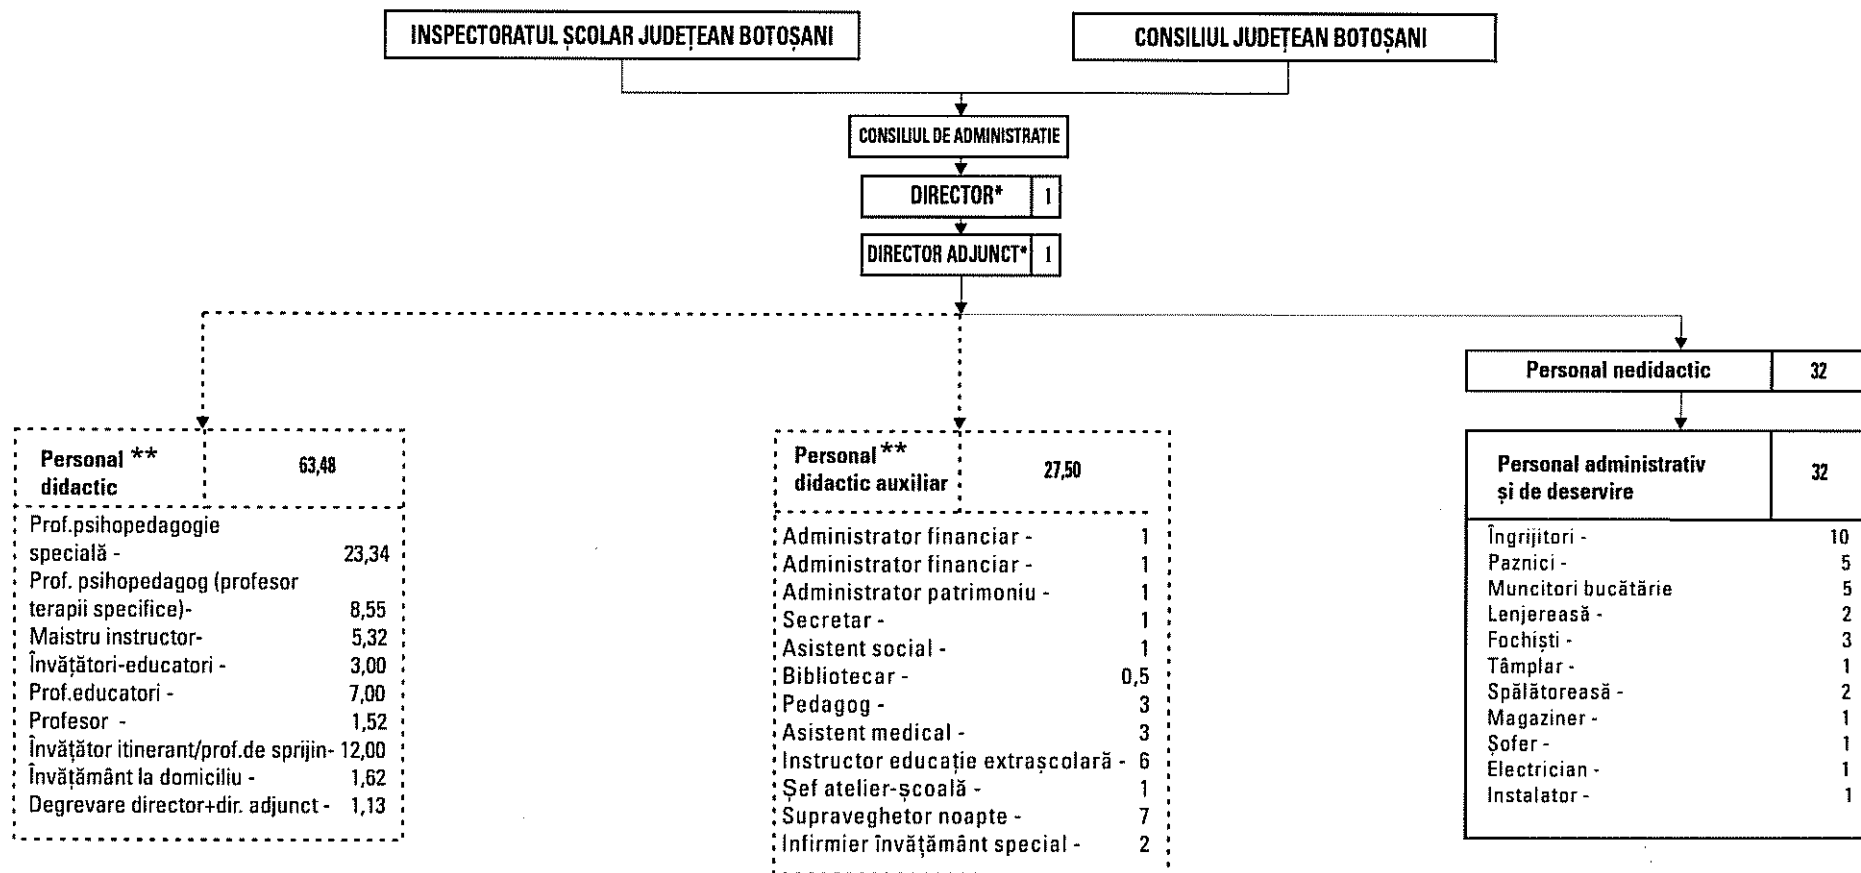 INSPECTORATUL ȘCOLAR JUDEȚEAN BOTOȘANI
CONSILIUL JUDEȚEAN BOTOȘANI
CONSILIUL DE ADMINISTRATIE
DIRECTOR* 1
DIRECTOR ADJUNCT* 1
Personal ** 63,48
didactic
Prof.psihopedagogie
specială - 23,34
Prof. psihopedagog (profesor
terapii specifice)- 8,55
Maistru instructor- 5,32
Învățători-educatori - 3,00
Prof.educatori - 7,00
Profesor - 1,52
Învățător itinerant/prof.de sprijin- 12,00
Învățământ la domiciliu - 1,62
Degrevare director+dir. adjunct - 1,13
Personal ** 27,50
didactic auxiliar
Administrator financiar - 1
Administrator financiar - 1
Administrator patrimoniu - 1
Secretar - 1
Asistent social - 1
Bibliotecar - 0,5
Pedagog - 3
Asistent medical - 3
Instructor educație extrașcolară - 6
Șef atelier-școală - 1
Supraveghetor noapte - 7
Infirmier învățământ special - 2
Personal nedidactic 32
Personal administrativ 32
și de deservire
Îngrijitori - 10
Paznici - 5
Muncitori bucătărie 5
Lenjereasă - 2
Fochiști - 3
Tâmplar - 1
Spălătoreasă - 2
Magaziner - 1
Șofer - 1
Electrician - 1
Instalator - 1